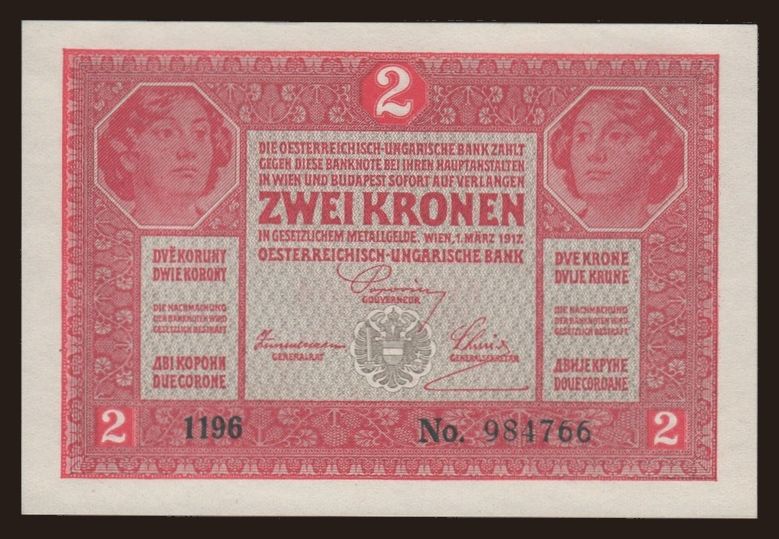 2
DIE OESTERREICHISCH-UNGARISCHE BANK ZAHLT
GEGEN DIESE BANKNOTE BEI IHREN HAUPTANSTALTEN
IN WIEN UND BUDAPEST SOFORT AUF VERLANGEN
ZWEI KRONEN
IN GESETZLICHEM METALLGELDE. WIEN, 1. MÄRZ 1917.
OESTERREICHISCH-UNGARISCHE BANK
GOUVERNEUR
GENERALRAT
GENERALSEKRETÄR
DVĚ KORUNY
DWIE KORONY
DIE NACHMACHUNG
DER BANKNOTEN WIRD
GESETZLICH BESTRAFT
ДВІ КОРОНИ
DUE CORONE
DVE KRONE
DVIJE KRUNE
DIE NACHMACHUNG
DER BANKNOTEN WIRD
GESETZLICH BESTRAFT
ДВИЈЕ КРУНЕ
DOUE COROANE
2
1196
No. 984766
2